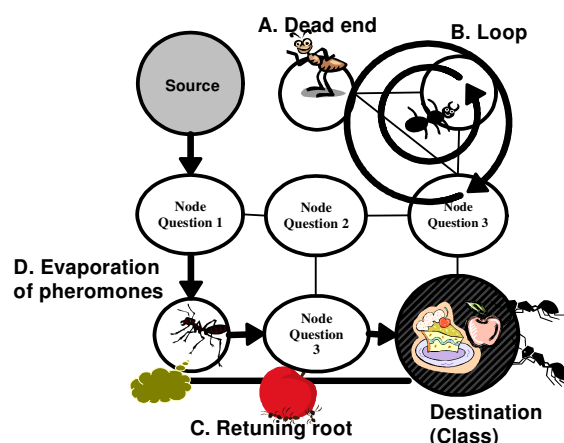 A. Dead end
B. Loop
Source
Node
Question 1
Node
Question 2
Node
Question 3
D. Evaporation
of pheromones
Node
Question
3
C. Retuning root
Destination
(Class)